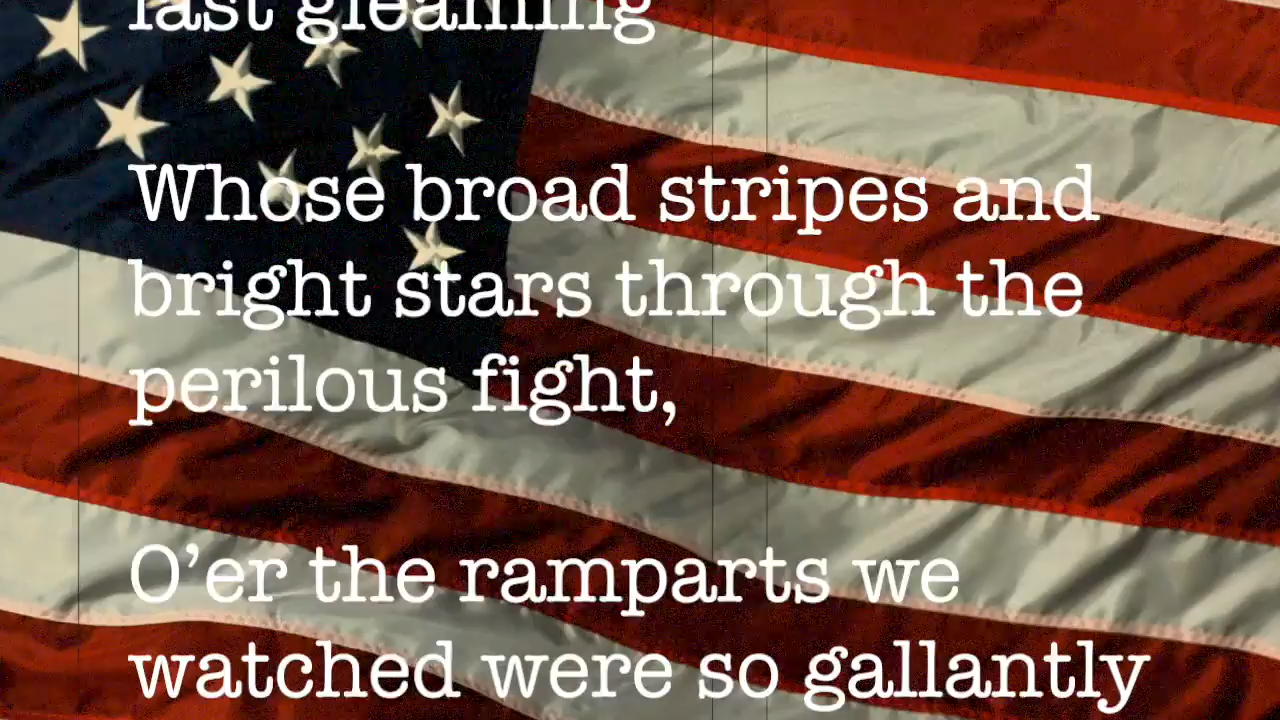 last gleaming
Whose broad stripes and
bright stars through the
perilous fight,
O’er the ramparts we
watched were so gallantly